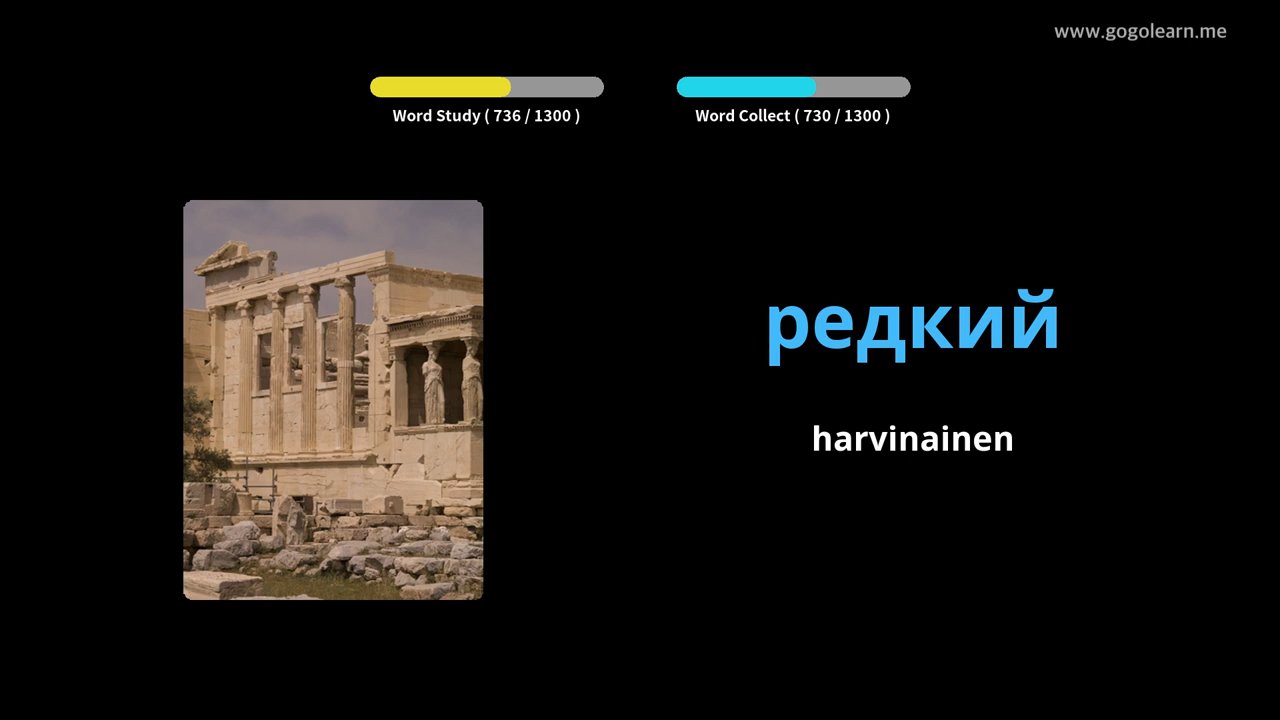 www.gogolearn.me
Word Study ( 736 / 1300 )
Word Collect ( 730 / 1300 )
редкий
harvinainen